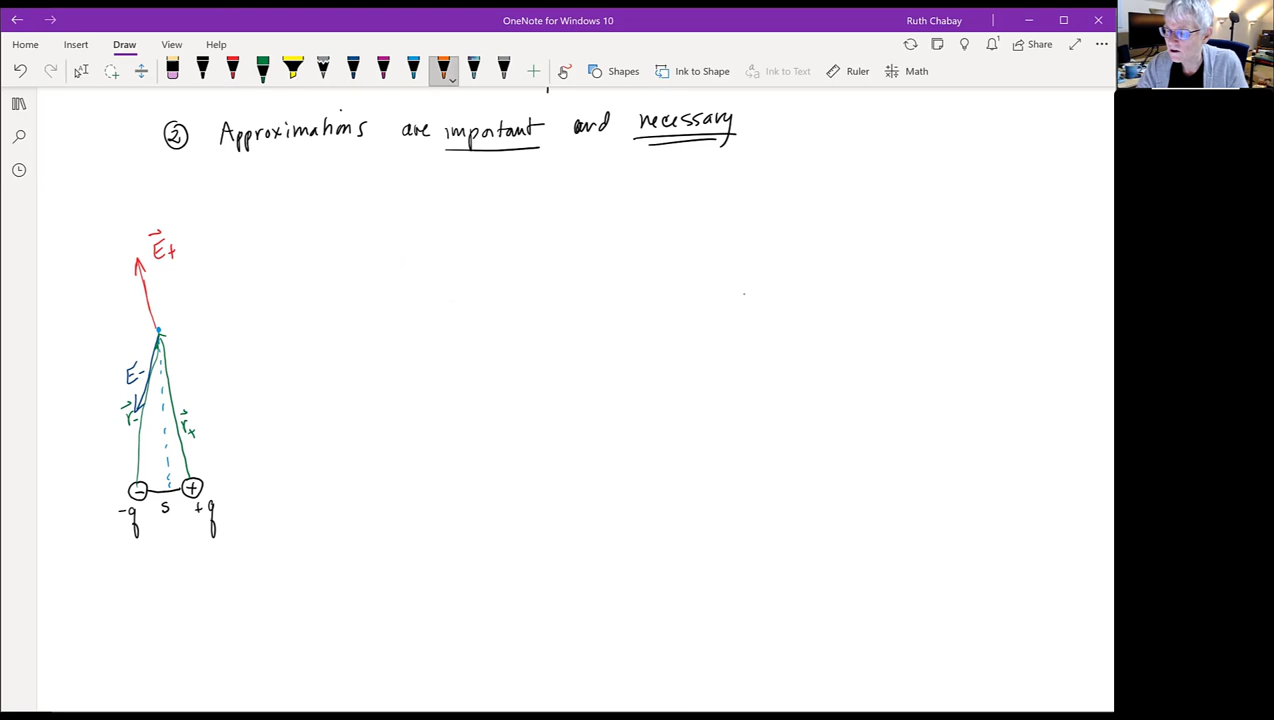 OneNote for Windows 10
Ruth Chabay
Home Insert Draw View Help
Share
Shapes Ink to Shape Ink to Text Ruler Math
② Approximations are important and necessary
E⃗+
E-
r⃗-
r⃗+
- +
-q s +q